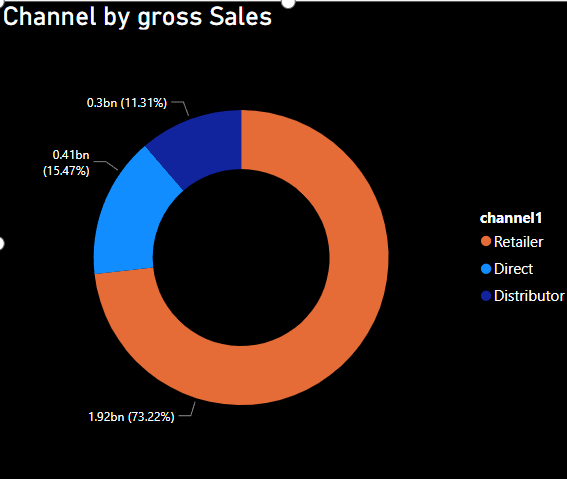 Channel by gross Sales
0.3bn (11.31%)
0.41bn
(15.47%)
channel1
Retailer
Direct
Distributor
1.92bn (73.22%)